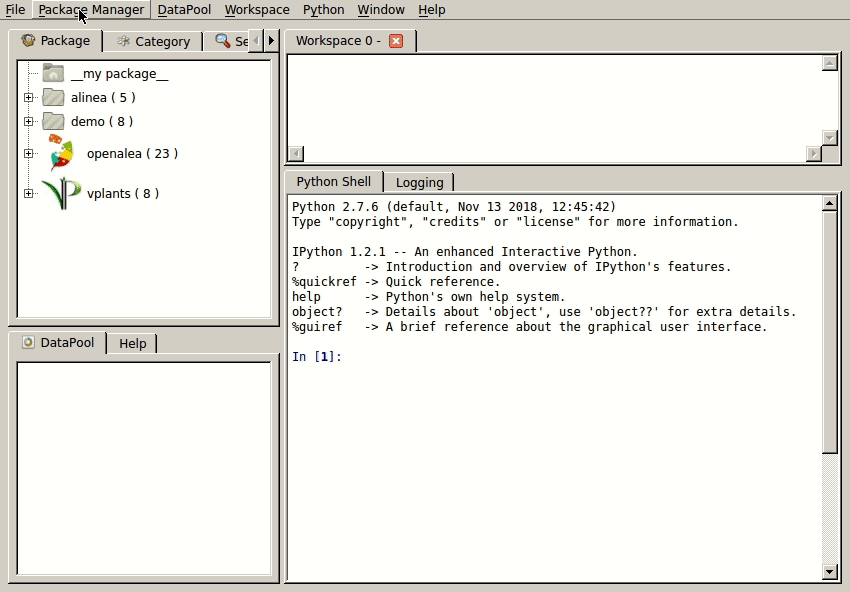 File Package Manager DataPool Workspace Python Window Help
Package Category Se
__my package__
alinea ( 5 )
demo ( 8 )
openalea ( 23 )
vplants ( 8 )
DataPool Help
Workspace 0 -
Python Shell Logging
Python 2.7.6 (default, Nov 13 2018, 12:45:42)
Type "copyright", "credits" or "license" for more information.
IPython 1.2.1 -- An enhanced Interactive Python.
? -> Introduction and overview of IPython's features.
%quickref -> Quick reference.
help -> Python's own help system.
object? -> Details about 'object', use 'object??' for extra details.
%guiref -> A brief reference about the graphical user interface.
In [1]: